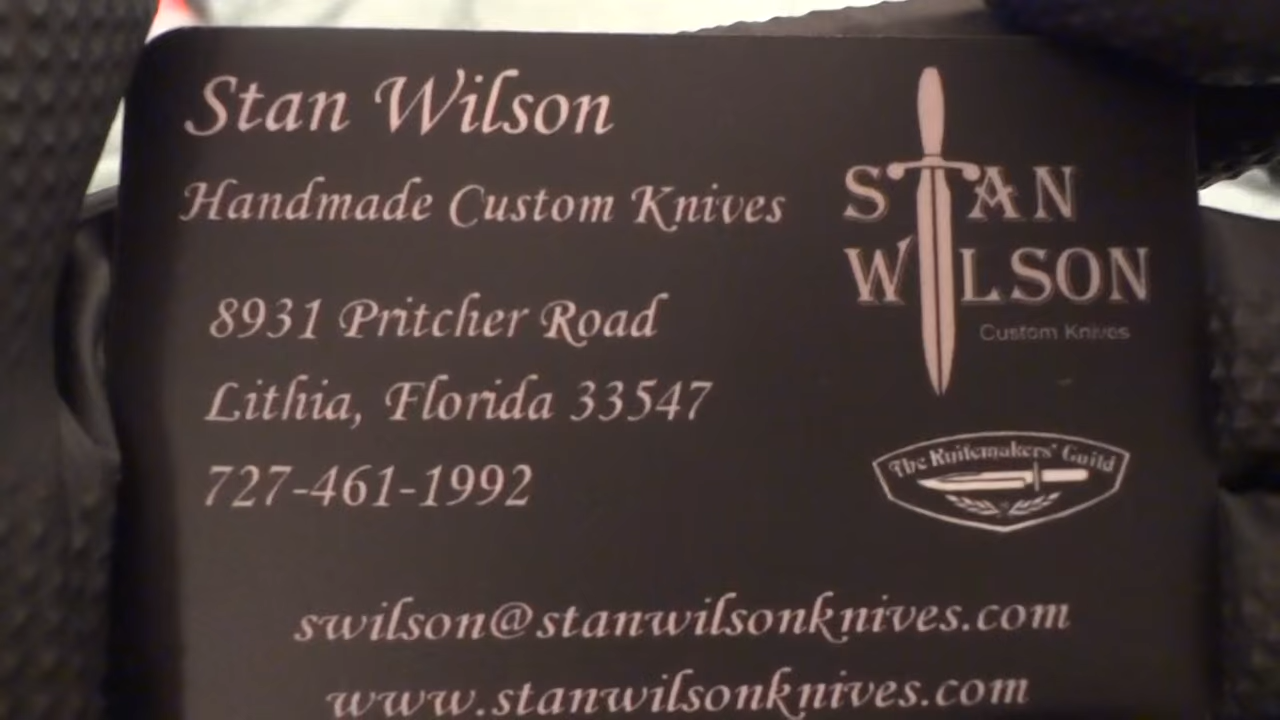 Stan Wilson
Handmade Custom Knives
8931 Pritcher Road
Lithia, Florida 33547
727-461-1992
swilson@stanwilsonknives.com
www.stanwilsonknives.com
STAN
WILSON
Custom Knives
The Knifemakers' Guild